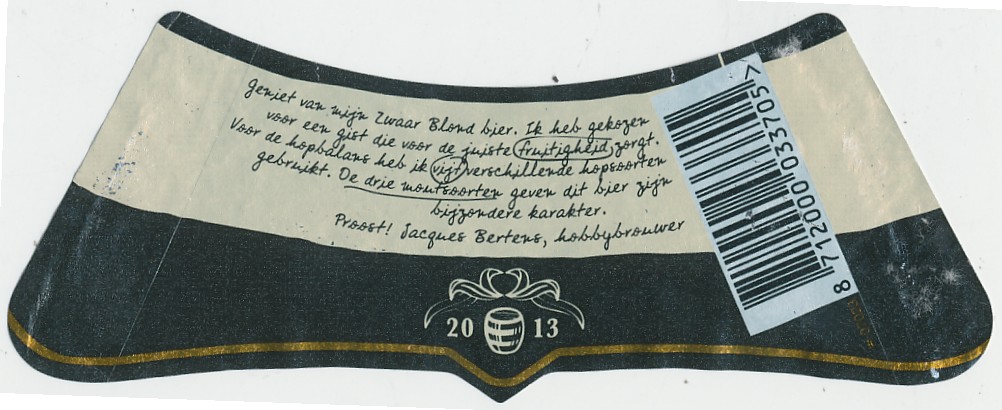 Geniet van mijn Zwaar Blond bier. Ik heb gekozen
voor een gist die voor de juiste fruitigheid zorgt.
Voor de hopbalans heb ik vijf verschillende hopsoorten
gebruikt. De drie moutsoorten geven dit bier zijn
bijzondere karakter.
Proost! Jacques Bertens, hobbybrouwer
20 13
8 712000 033705 >